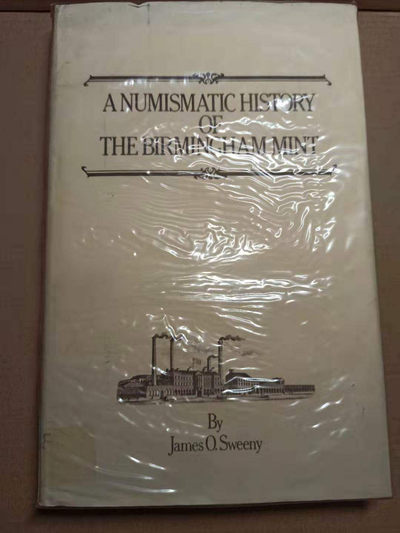 A NUMISMATIC HISTORY
OF
THE BIRMINGHAM MINT
By
James O. Sweeny